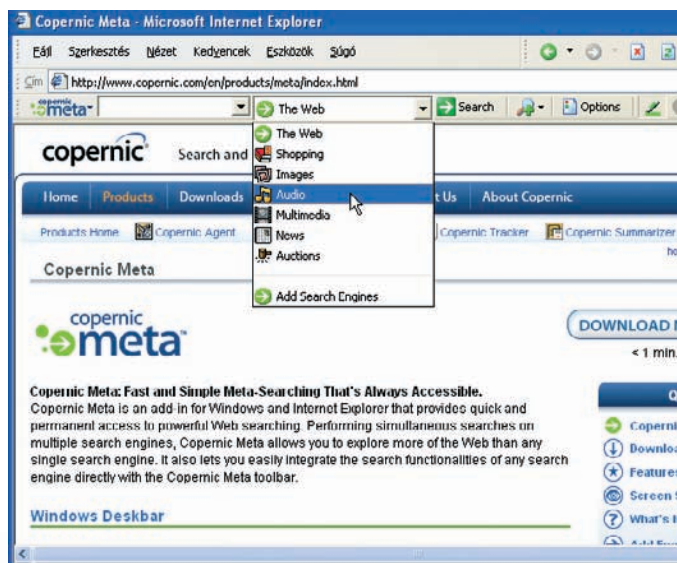 Copernic Meta - Microsoft Internet Explorer
Fájl Szerkesztés Nézet Kedvencek Eszközök Súgó
Cím http://www.copernic.com/en/products/meta/index.html
copernic meta The Web Search Options
The Web
Shopping
Images
Audio
Multimedia
News
Auctions
Add Search Engines
copernic Search and
Home Products Downloads t Us About Copernic
Products Home Copernic Agent Copernic Tracker Copernic Summarizer
Copernic Meta
copernic
meta™
DOWNLOAD
< 1 min.
Copernic Meta: Fast and Simple Meta-Searching That's Always Accessible.
Copernic Meta is an add-in for Windows and Internet Explorer that provides quick and
permanent access to powerful Web searching. Performing simultaneous searches on
multiple search engines, Copernic Meta allows you to explore more of the Web than any
single search engine. It also lets you easily integrate the search functionalities of any search
engine directly with the Copernic Meta toolbar.
Windows Deskbar
Coperni
Downloa
Features
Screen
What's